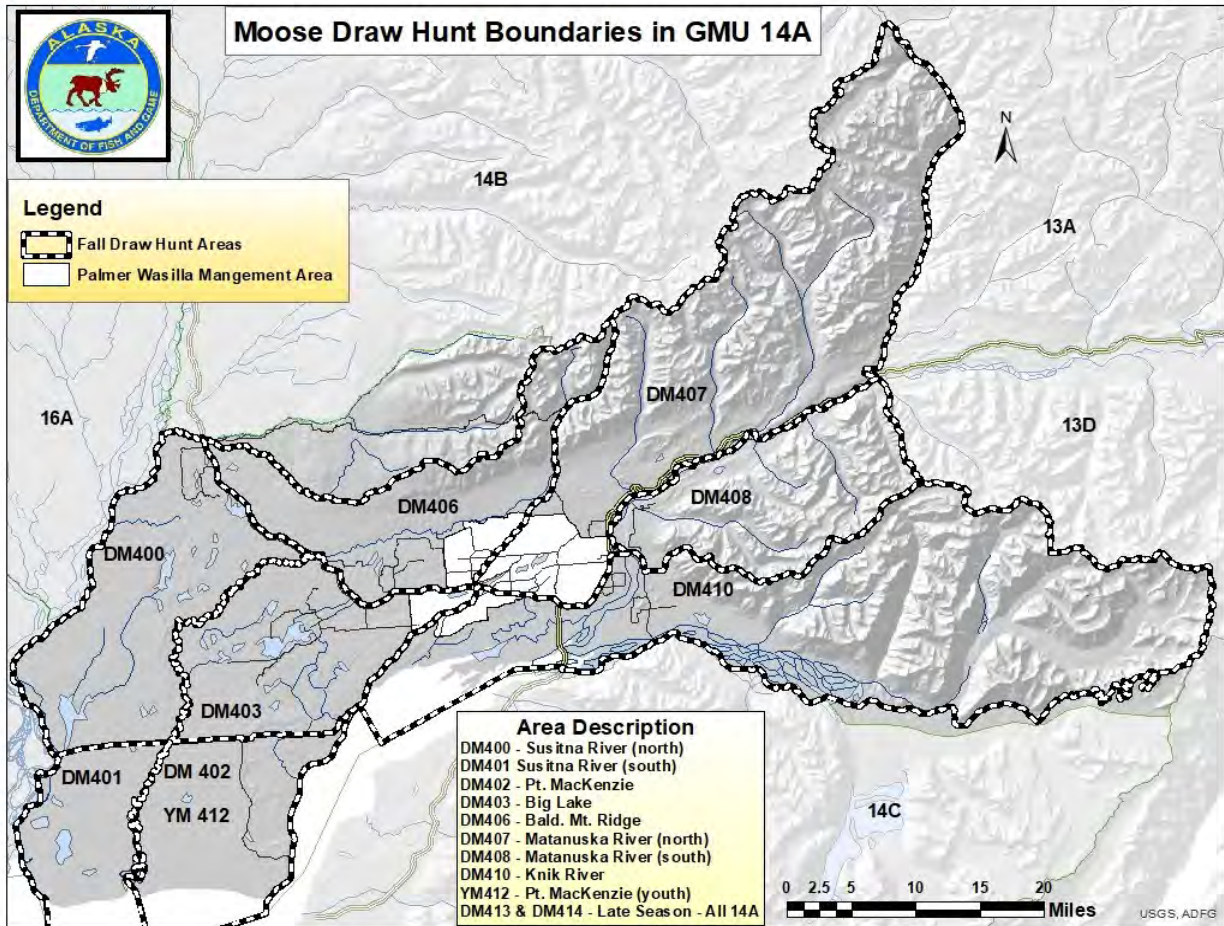 Moose Draw Hunt Boundaries in GMU 14A
ALASKA
DEPARTMENT OF FISH AND GAME
N
14B
13A
Legend
Fall Draw Hunt Areas
Palmer Wasilla Mangement Area
16A
DM407
13D
DM408
DM406
DM400
DM410
DM403
DM401
DM 402
YM 412
14C
Area Description
DM400 - Susitna River (north)
DM401 Susitna River (south)
DM402 - Pt. MacKenzie
DM403 - Big Lake
DM406 - Bald. Mt. Ridge
DM407 - Matanuska River (north)
DM408 - Matanuska River (south)
DM410 - Knik River
YM412 - Pt. MacKenzie (youth)
DM413 & DM414 - Late Season - All 14A
0 2.5 5 10 15 20
Miles
USGS, ADFG